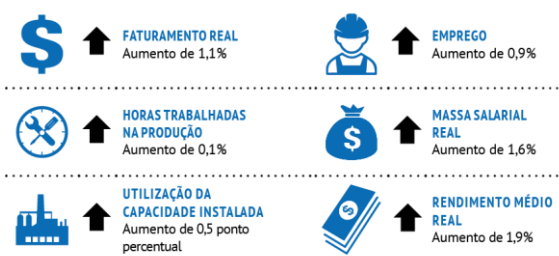 FATURAMENTO REAL
Aumento de 1,1%
EMPREGO
Aumento de 0,9%
HORAS TRABALHADAS
NA PRODUÇÃO
Aumento de 0,1%
MASSA SALARIAL
REAL
Aumento de 1,6%
UTILIZAÇÃO DA
CAPACIDADE INSTALADA
Aumento de 0,5 ponto
percentual
RENDIMENTO MÉDIO
REAL
Aumento de 1,9%